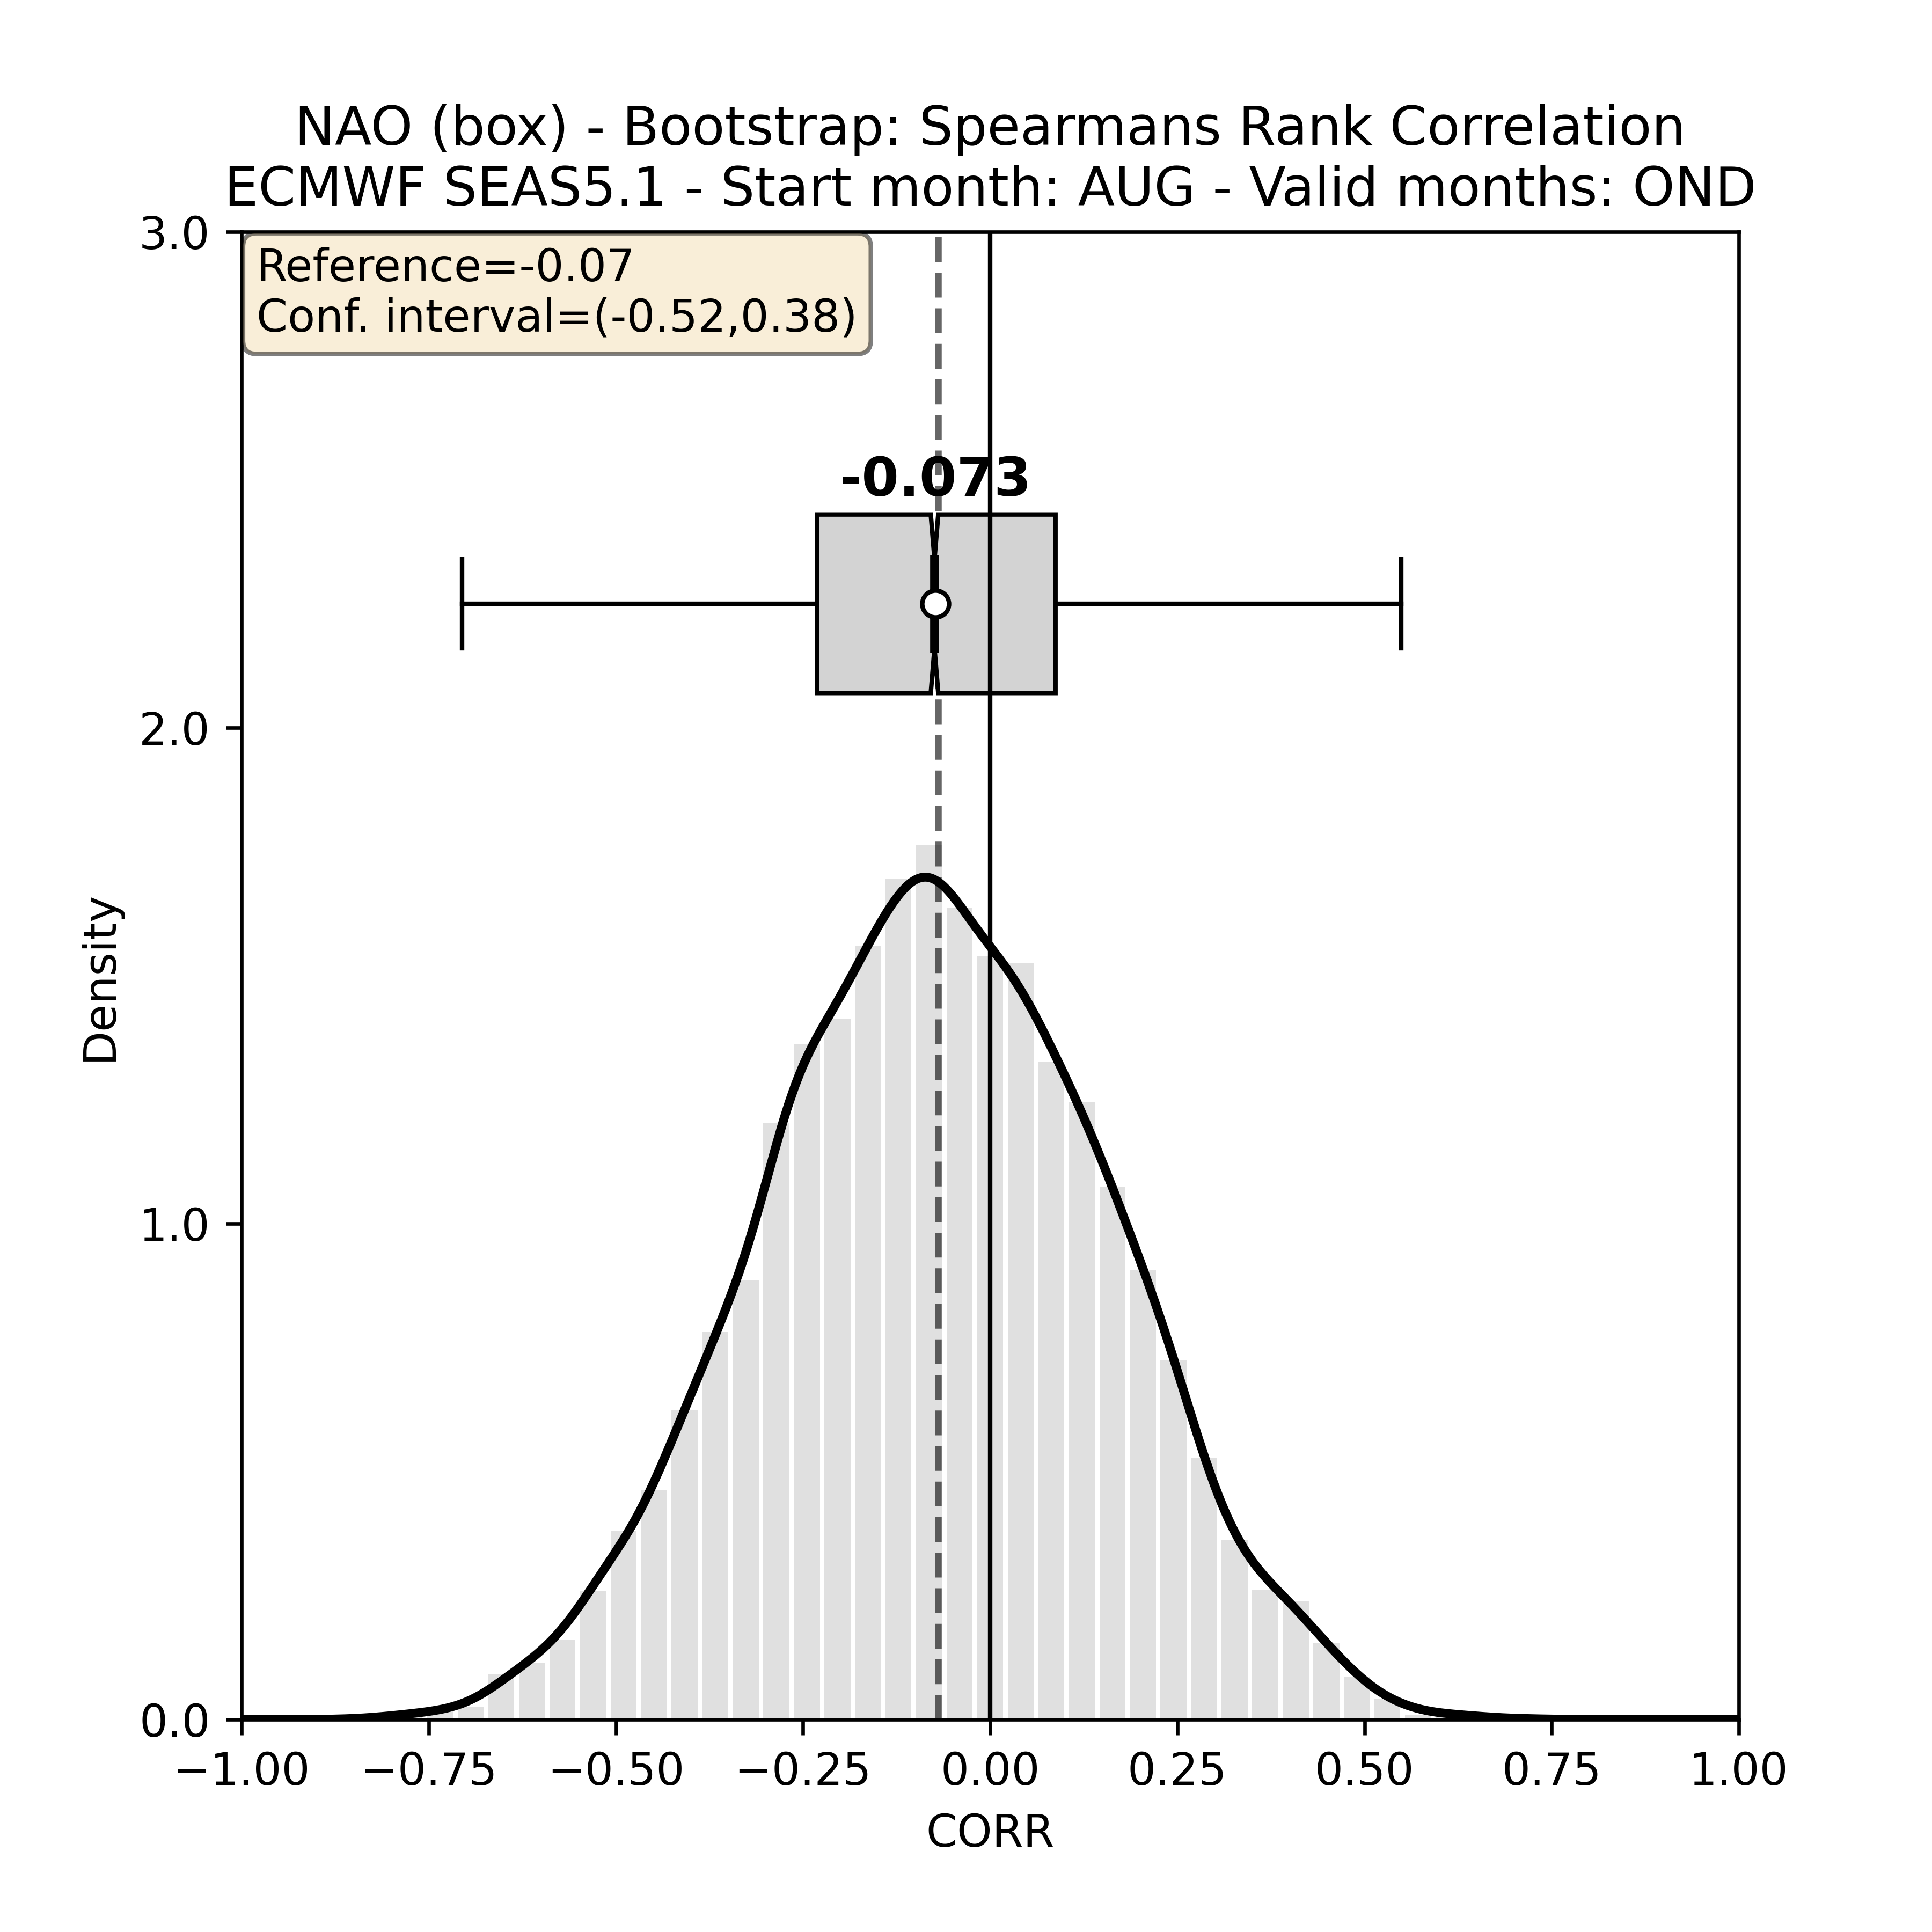 NAO (box) - Bootstrap: Spearmans Rank Correlation
ECMWF SEAS5.1 - Start month: AUG - Valid months: OND
3.0
Reference=-0.07
Conf. interval=(-0.52,0.38)
-0.073
2.0
Density
1.0
0.0
−1.00 −0.75 −0.50 −0.25 0.00 0.25 0.50 0.75 1.00
CORR